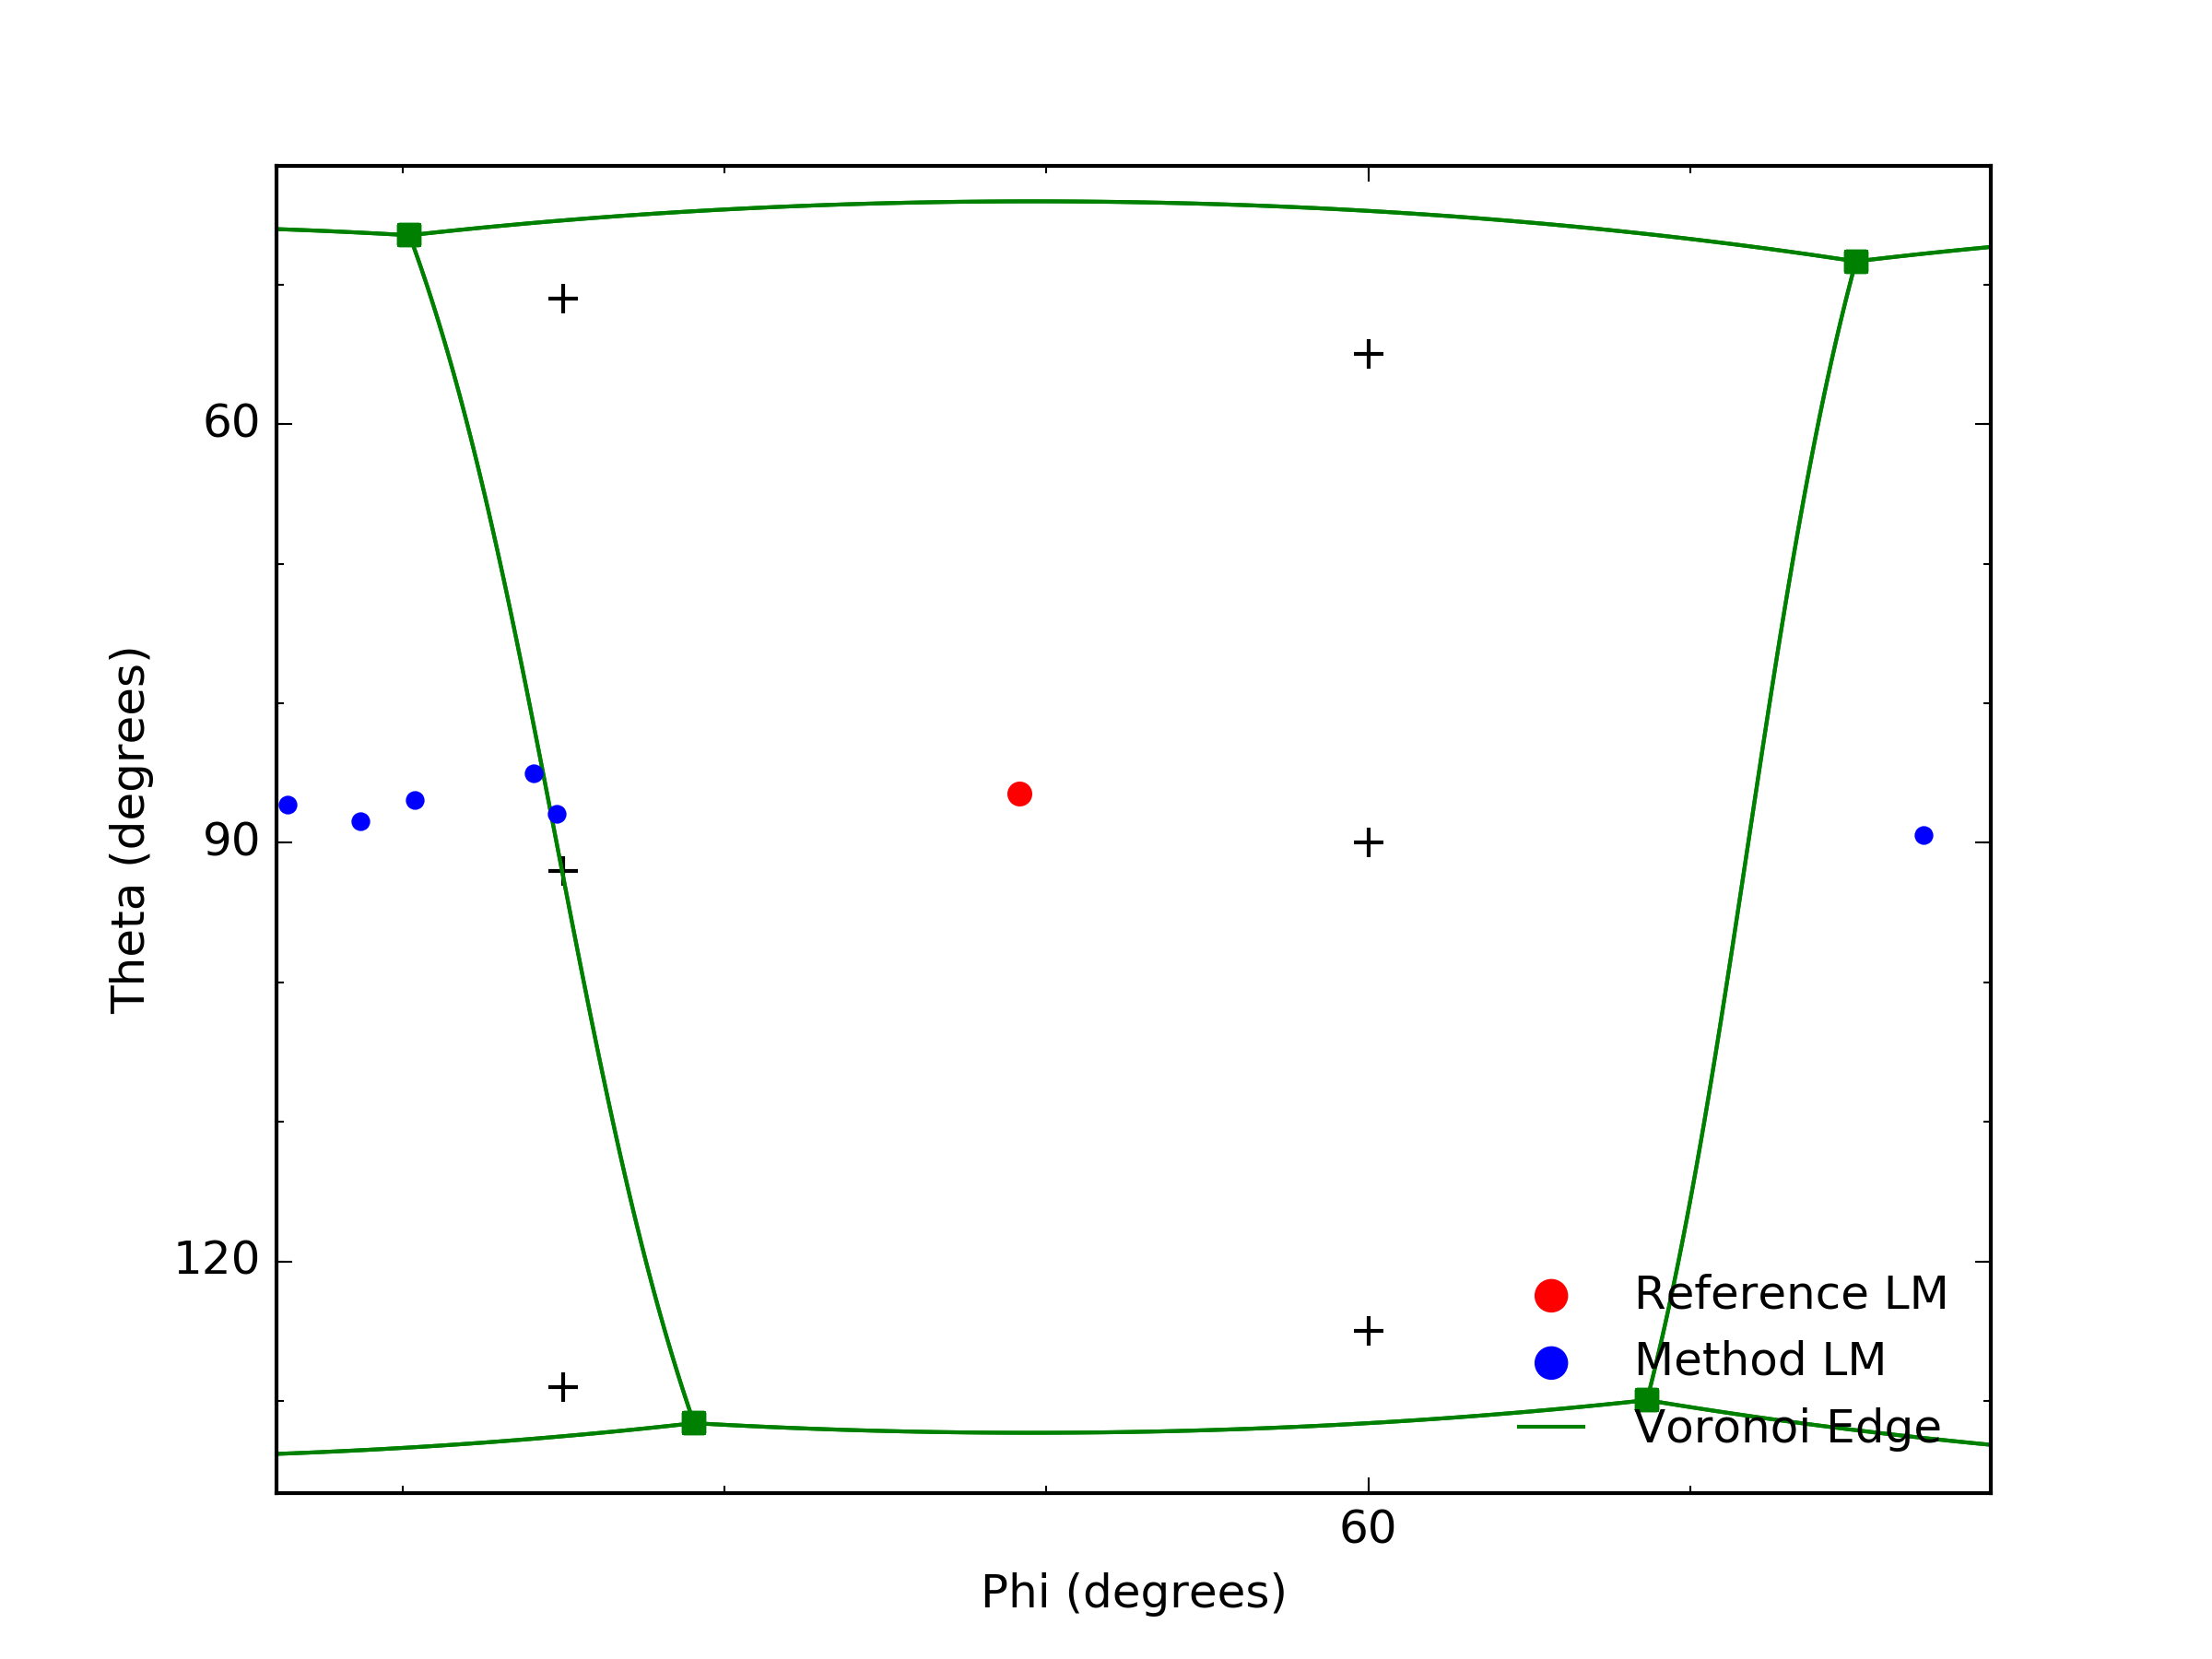 60
90
120
Theta (degrees)
Reference LM
Method LM
Voronoi Edge
60
Phi (degrees)